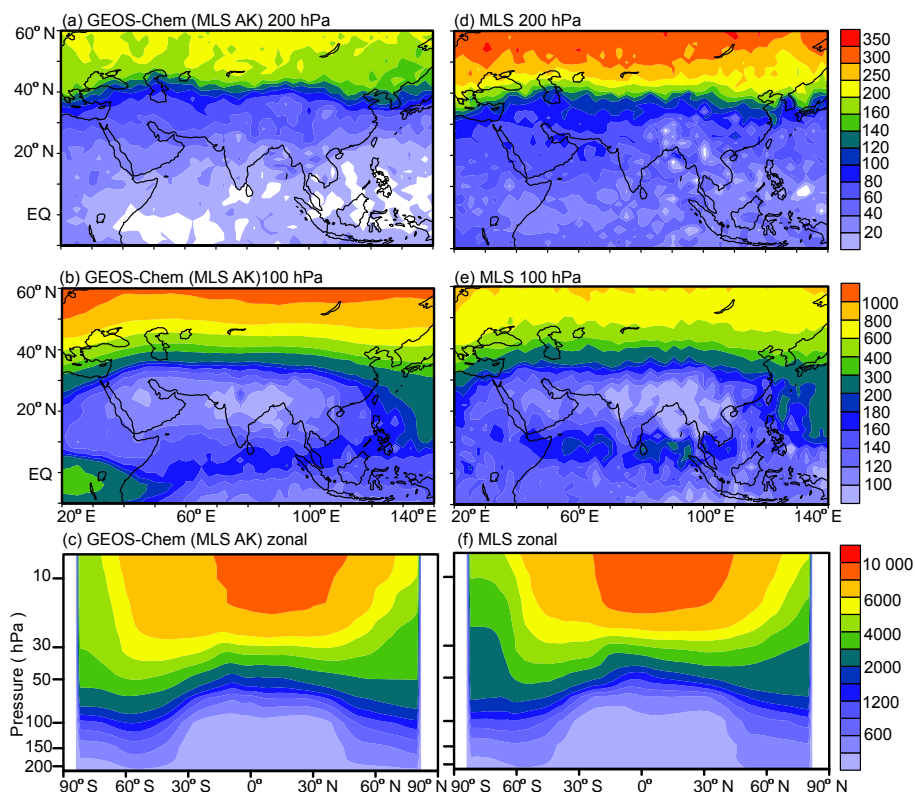 (a) GEOS-Chem (MLS AK) 200 hPa
(d) MLS 200 hPa
60° N
40° N
20° N
EQ
350
300
250
200
160
140
120
100
80
60
40
20
(b) GEOS-Chem (MLS AK)100 hPa
(e) MLS 100 hPa
60° N
40° N
20° N
EQ
20° E
60° E
100° E
140° E
20° E
60° E
100° E
140° E
1000
800
600
400
300
200
180
160
140
120
100
(c) GEOS-Chem (MLS AK) zonal
(f) MLS zonal
Pressure ( hPa )
10
30
50
100
150
200
90° S
60° S
30° S
0°
30° N
60° N
90° N
90° S
60° S
30° S
0°
30° N
60° N
90° N
10 000
6000
4000
2000
1200
600